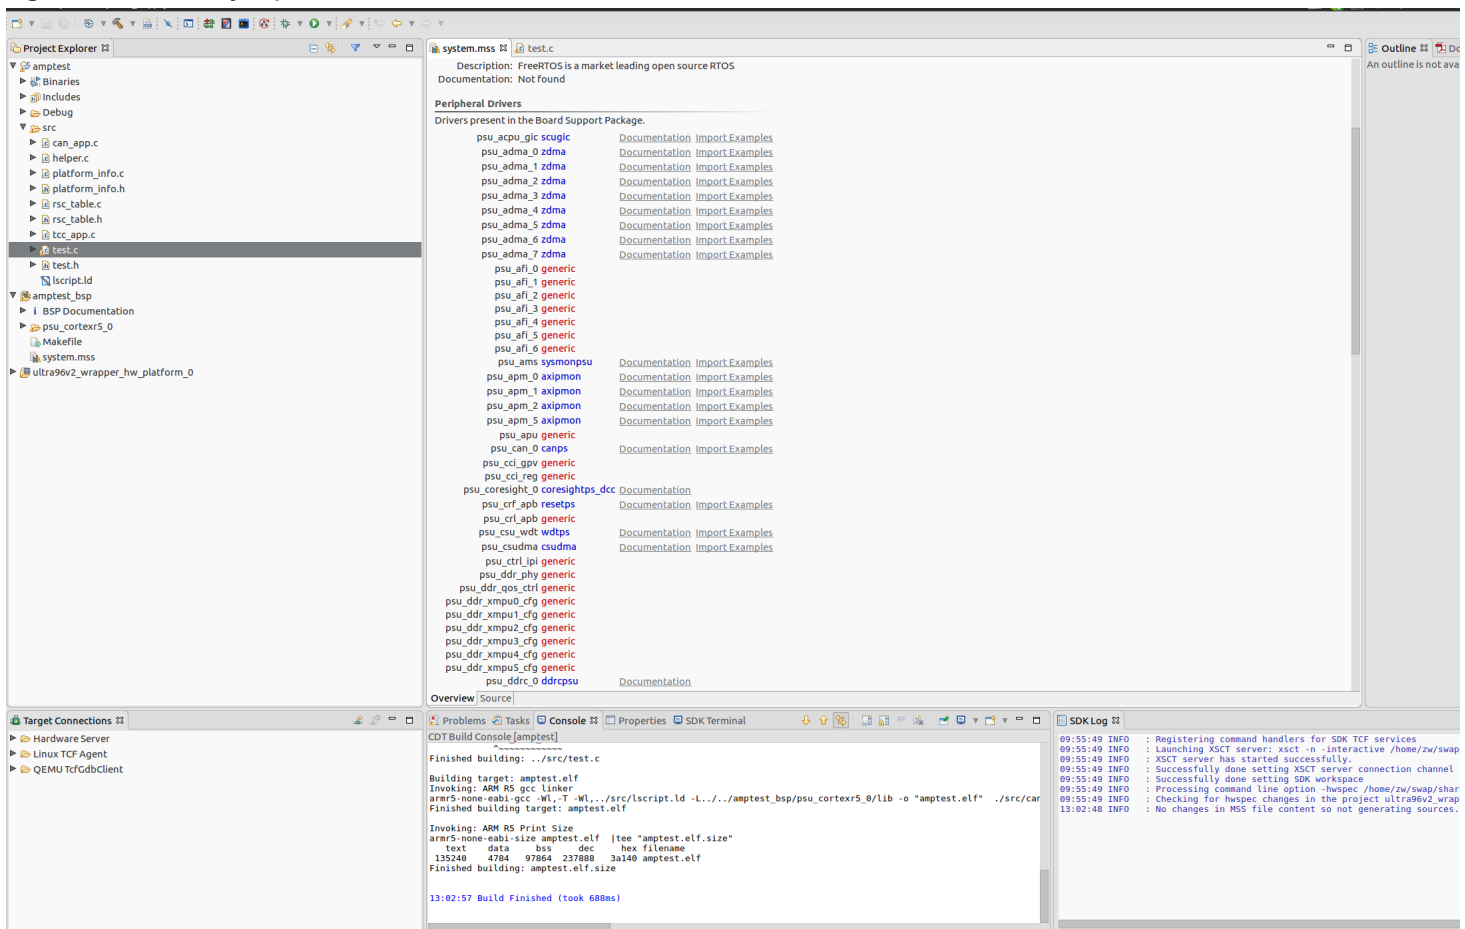 Project Explorer
amptest
Binaries
Includes
Debug
src
can_app.c
helper.c
platform_info.c
platform_info.h
rsc_table.c
rsc_table.h
tcc_app.c
test.c
test.h
lscript.ld
amptest_bsp
BSP Documentation
psu_cortexr5_0
Makefile
system.mss
ultra96v2_wrapper_hw_platform_0
system.mss test.c
Description: FreeRTOS is a market leading open source RTOS
Documentation: Not found
Peripheral Drivers
Drivers present in the Board Support Package.
psu_acpu_gic scugic Documentation Import Examples
psu_adma_0 zdma Documentation Import Examples
psu_adma_1 zdma Documentation Import Examples
psu_adma_2 zdma Documentation Import Examples
psu_adma_3 zdma Documentation Import Examples
psu_adma_4 zdma Documentation Import Examples
psu_adma_5 zdma Documentation Import Examples
psu_adma_6 zdma Documentation Import Examples
psu_adma_7 zdma Documentation Import Examples
psu_afi_0 generic
psu_afi_1 generic
psu_afi_2 generic
psu_afi_3 generic
psu_afi_4 generic
psu_afi_5 generic
psu_afi_6 generic
psu_ams sysmonpsu Documentation Import Examples
psu_apm_0 axipmon Documentation Import Examples
psu_apm_1 axipmon Documentation Import Examples
psu_apm_2 axipmon Documentation Import Examples
psu_apm_5 axipmon Documentation Import Examples
psu_apu generic
psu_can_0 canps Documentation Import Examples
psu_cci_gpv generic
psu_cci_reg generic
psu_coresight_0 coresightps_dcc Documentation
psu_crf_apb resetps Documentation Import Examples
psu_crl_apb generic
psu_csu_wdt wdtps Documentation Import Examples
psu_csudma csudma Documentation Import Examples
psu_ctrl_ipi generic
psu_ddr_phy generic
psu_ddr_qos_ctrl generic
psu_ddr_xmpu0_cfg generic
psu_ddr_xmpu1_cfg generic
psu_ddr_xmpu2_cfg generic
psu_ddr_xmpu3_cfg generic
psu_ddr_xmpu4_cfg generic
psu_ddr_xmpu5_cfg generic
psu_ddrc_0 ddrcpsu Documentation
Overview Source
Outline Do
An outline is not ava
Target Connections
Hardware Server
Linux TCF Agent
QEMU TcfGdbClient
Problems Tasks Console Properties SDK Terminal
CDT Build Console [amptest]
^~~~~~~~~~~~~
Finished building: ../src/test.c
Building target: amptest.elf
Invoking: ARM R5 gcc linker
armr5-none-eabi-gcc -Wl,-T -Wl,../src/lscript.ld -L../../amptest_bsp/psu_cortexr5_0/lib -o "amptest.elf" ./src/car
Finished building target: amptest.elf
Invoking: ARM R5 Print Size
armr5-none-eabi-size amptest.elf |tee "amptest.elf.size"
text data bss dec hex filename
135240 4784 97864 237888 3a140 amptest.elf
Finished building: amptest.elf.size
13:02:57 Build Finished (took 688ms)
SDK Log
09:55:49 INFO : Registering command handlers for SDK TCF services
09:55:49 INFO : Launching XSCT server: xsct -n -interactive /home/zw/swap
09:55:49 INFO : XSCT server has started successfully.
09:55:49 INFO : Successfully done setting XSCT server connection channel
09:55:49 INFO : Successfully done setting SDK workspace
09:55:49 INFO : Processing command line option -hwspec /home/zw/swap/shar
09:55:49 INFO : Checking for hwspec changes in the project ultra96v2_wrap
13:02:48 INFO : No changes in MSS file content so not generating sources.